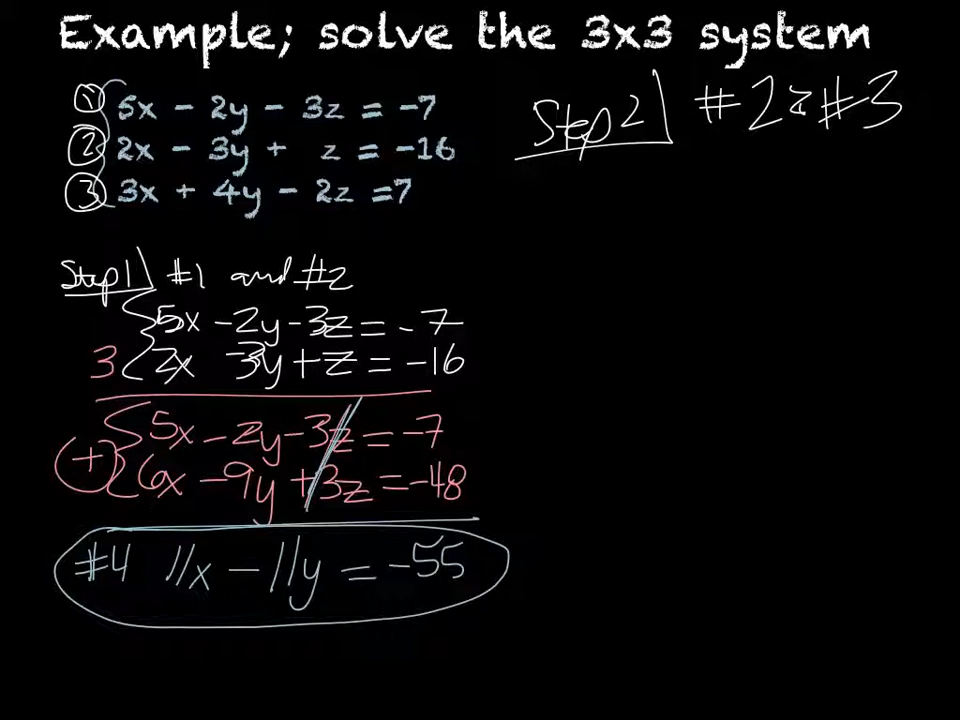 Example; solve the 3x3 system
① 5x - 2y - 3z = -7
② 2x - 3y + z = -16
③ 3x + 4y - 2z =7
Step 1) #1 and #2
5x -2y -3z = -7
3 2x -3y +z = -16
5x -2y -3z = -7
(+) 6x -9y +3z = -48
#4 11x - 11y = -55
Step 2) #2 & #3